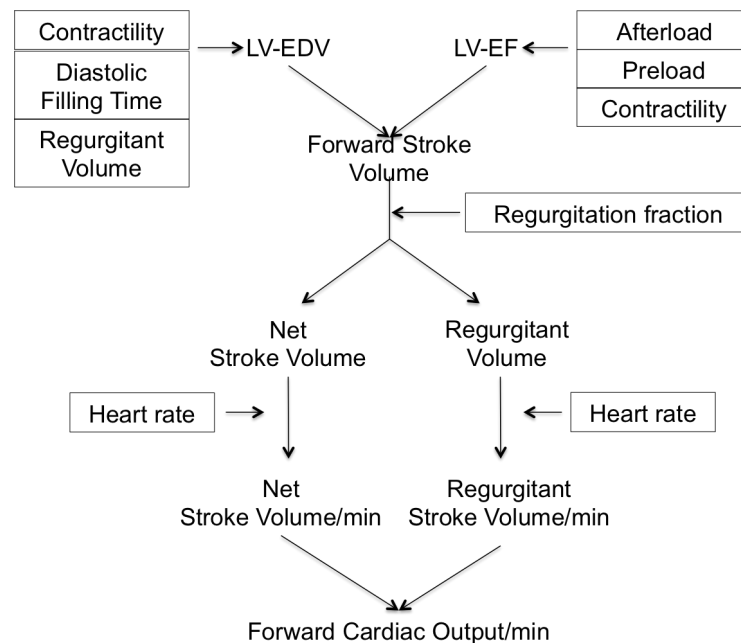 Contractility
Diastolic
Filling Time
Regurgitant
Volume
LV-EDV
LV-EF
Afterload
Preload
Contractility
Forward Stroke
Volume
Regurgitation fraction
Net
Stroke Volume
Regurgitant
Volume
Heart rate
Heart rate
Net
Stroke Volume/min
Regurgitant
Stroke Volume/min
Forward Cardiac Output/min